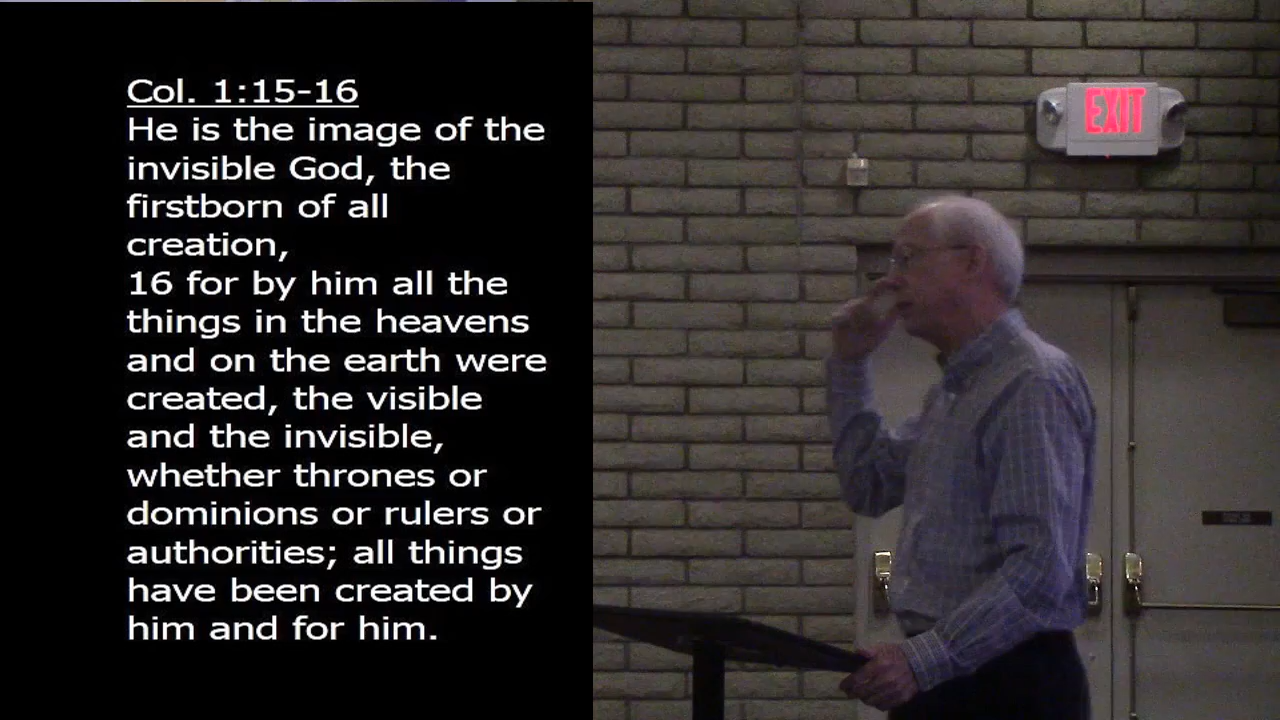 Col. 1:15-16
He is the image of the
invisible God, the
firstborn of all
creation,
16 for by him all the
things in the heavens
and on the earth were
created, the visible
and the invisible,
whether thrones or
dominions or rulers or
authorities; all things
have been created by
him and for him.
EXIT